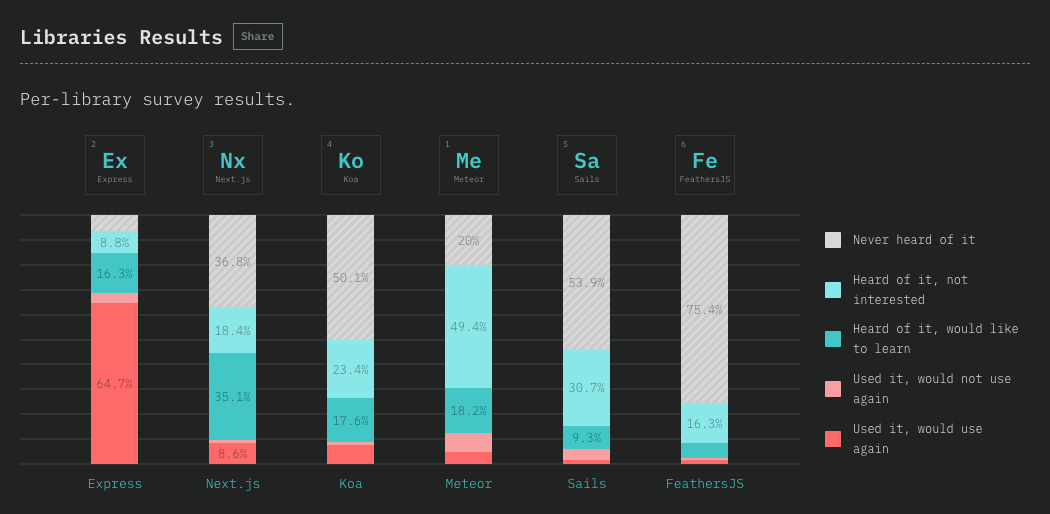 Libraries Results Share
Per-library survey results.
2 3 4 1 5 6
Ex Nx Ko Me Sa Fe
Express Next.js Koa Meteor Sails FeathersJS
8.8% 16.3% 64.7%
36.8% 18.4% 35.1% 8.6%
50.1% 23.4% 17.6%
20% 49.4% 18.2%
53.9% 30.7% 9.3%
75.4% 16.3%
Express Next.js Koa Meteor Sails FeathersJS
Never heard of it
Heard of it, not
interested
Heard of it, would like
to learn
Used it, would not use
again
Used it, would use
again